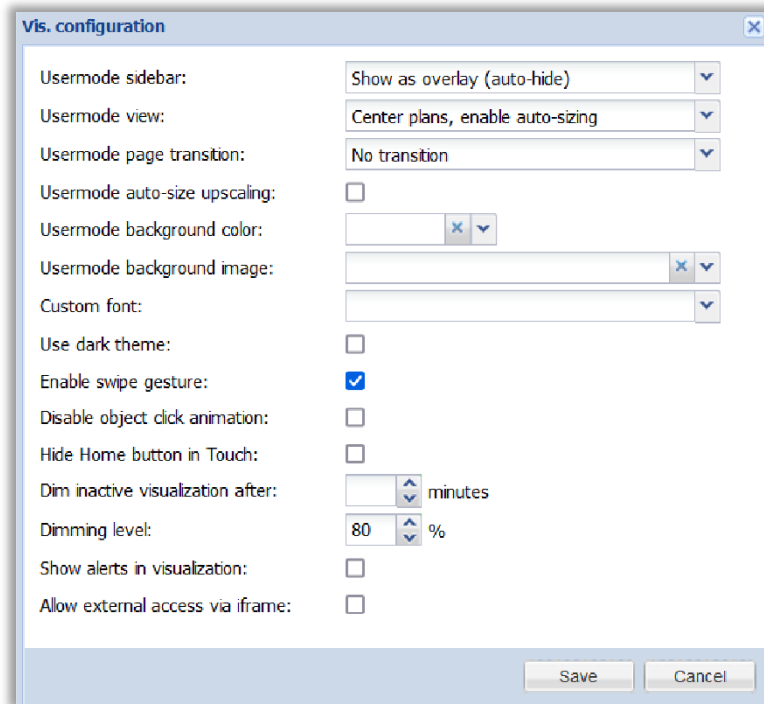 Vis. configuration
Usermode sidebar: Show as overlay (auto-hide)
Usermode view: Center plans, enable auto-sizing
Usermode page transition: No transition
Usermode auto-size upscaling:
Usermode background color:
Usermode background image:
Custom font:
Use dark theme:
Enable swipe gesture:
Disable object click animation:
Hide Home button in Touch:
Dim inactive visualization after: minutes
Dimming level: 80 %
Show alerts in visualization:
Allow external access via iframe:
Save Cancel